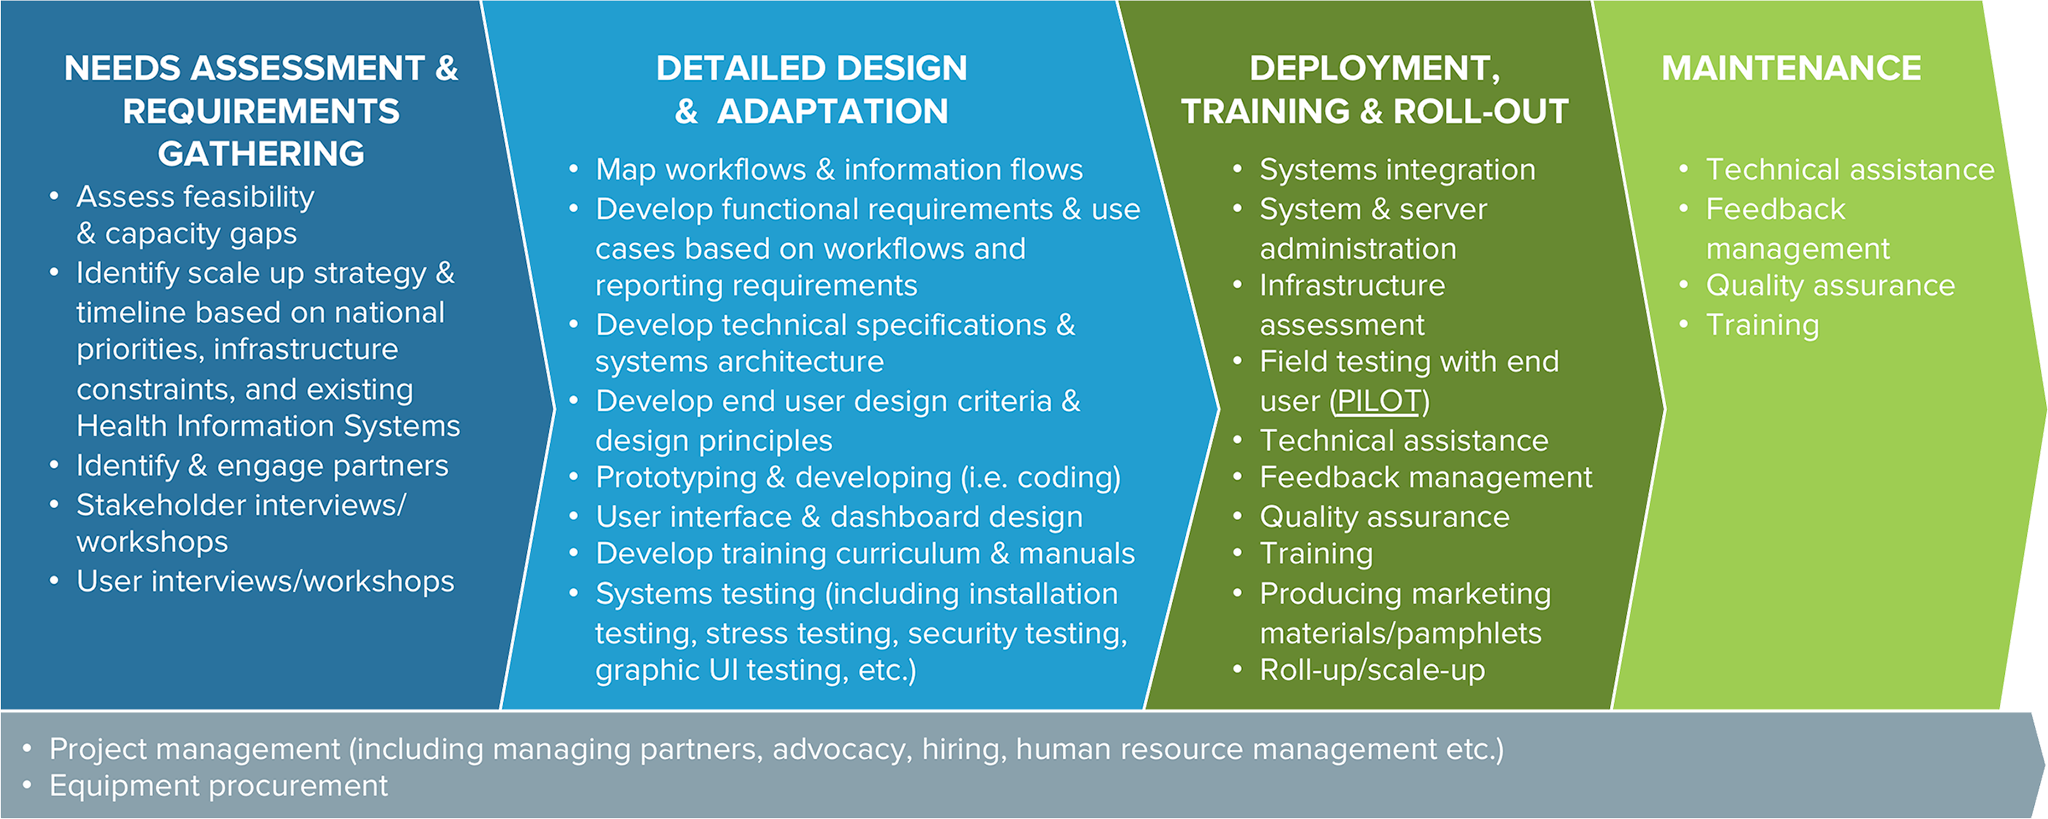 NEEDS ASSESSMENT &
REQUIREMENTS
GATHERING
• Assess feasibility
& capacity gaps
• Identify scale up strategy &
timeline based on national
priorities, infrastructure
constraints, and existing
Health Information Systems
• Identify & engage partners
• Stakeholder interviews/
workshops
• User interviews/workshops
DETAILED DESIGN
& ADAPTATION
• Map workflows & information flows
• Develop functional requirements & use
cases based on workflows and
reporting requirements
• Develop technical specifications &
systems architecture
• Develop end user design criteria &
design principles
• Prototyping & developing (i.e. coding)
• User interface & dashboard design
• Develop training curriculum & manuals
• Systems testing (including installation
testing, stress testing, security testing,
graphic UI testing, etc.)
DEPLOYMENT,
TRAINING & ROLL-OUT
• Systems integration
• System & server
administration
• Infrastructure
assessment
• Field testing with end
user (PILOT)
• Technical assistance
• Feedback management
• Quality assurance
• Training
• Producing marketing
materials/pamphlets
• Roll-up/scale-up
MAINTENANCE
• Technical assistance
• Feedback
management
• Quality assurance
• Training
• Project management (including managing partners, advocacy, hiring, human resource management etc.)
• Equipment procurement